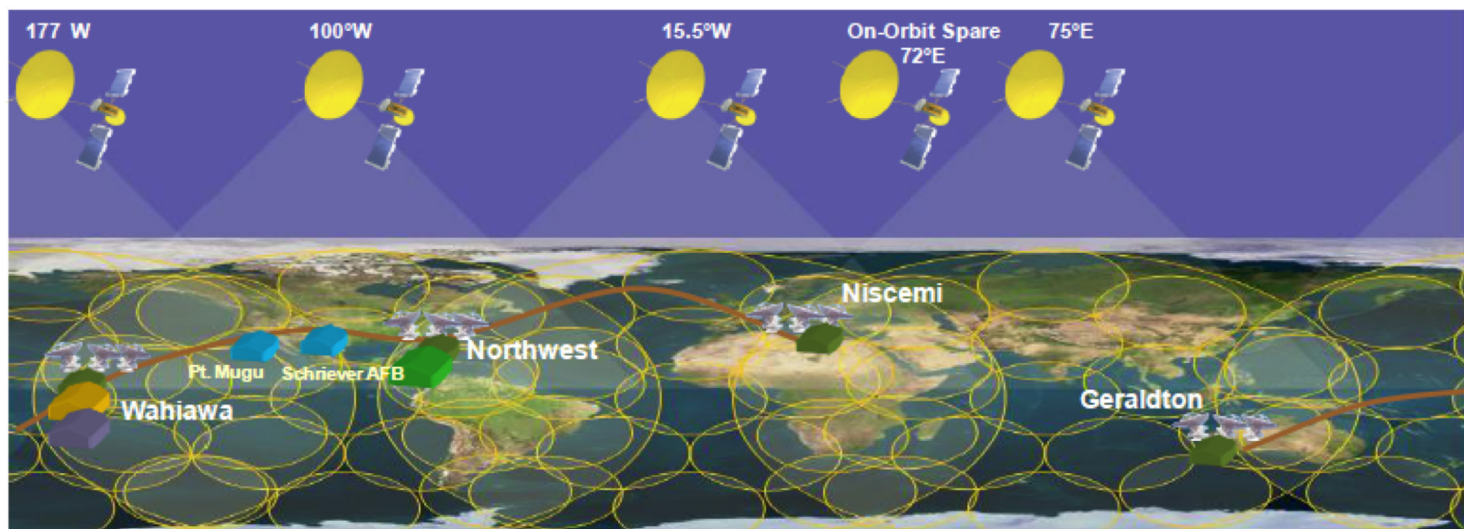 177 W
100°W
15.5°W
On-Orbit Spare
72°E
75°E
Niscemi
Northwest
Pt. Mugu
Schriever AFB
Geraldton
Wahiawa